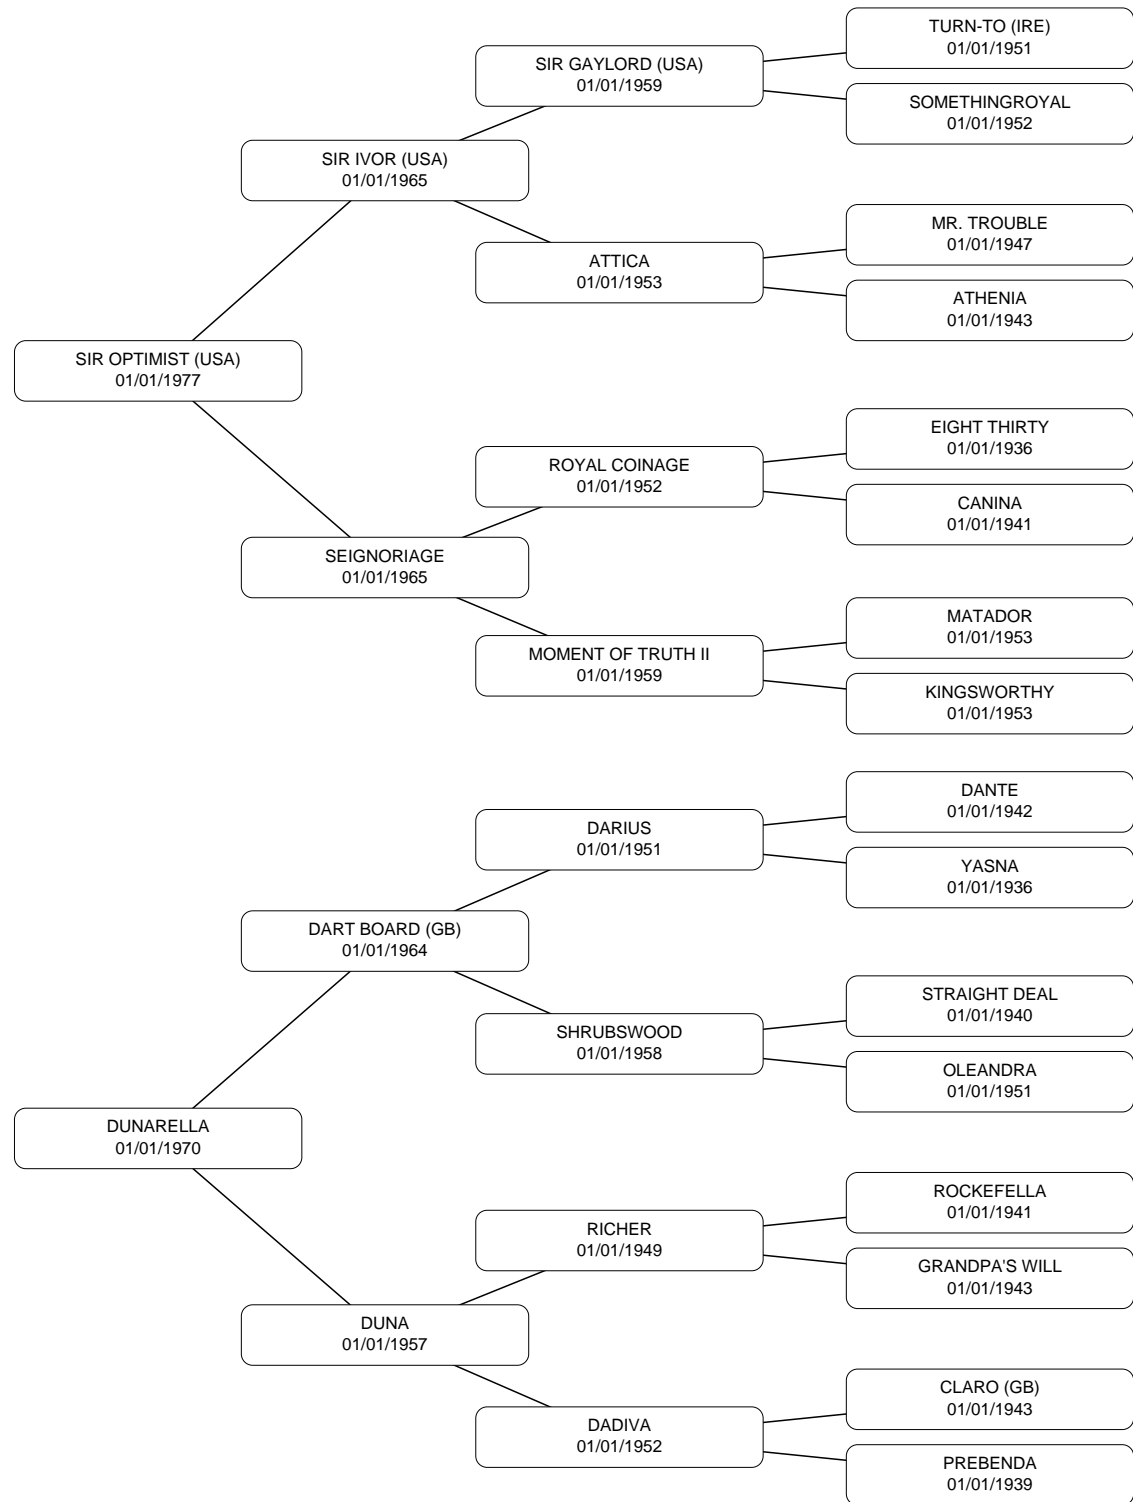 TURN-TO (IRE)
01/01/1951
SIR GAYLORD (USA)
01/01/1959
SOMETHINGROYAL
01/01/1952
SIR IVOR (USA)
01/01/1965
MR. TROUBLE
01/01/1947
ATTICA
01/01/1953
ATHENIA
01/01/1943
SIR OPTIMIST (USA)
01/01/1977
EIGHT THIRTY
01/01/1936
ROYAL COINAGE
01/01/1952
CANINA
01/01/1941
SEIGNORIAGE
01/01/1965
MATADOR
01/01/1953
MOMENT OF TRUTH II
01/01/1959
KINGSWORTHY
01/01/1953
DANTE
01/01/1942
DARIUS
01/01/1951
YASNA
01/01/1936
DART BOARD (GB)
01/01/1964
STRAIGHT DEAL
01/01/1940
SHRUBSWOOD
01/01/1958
OLEANDRA
01/01/1951
DUNARELLA
01/01/1970
ROCKEFELLA
01/01/1941
RICHER
01/01/1949
GRANDPA'S WILL
01/01/1943
DUNA
01/01/1957
CLARO (GB)
01/01/1943
DADIVA
01/01/1952
PREBENDA
01/01/1939